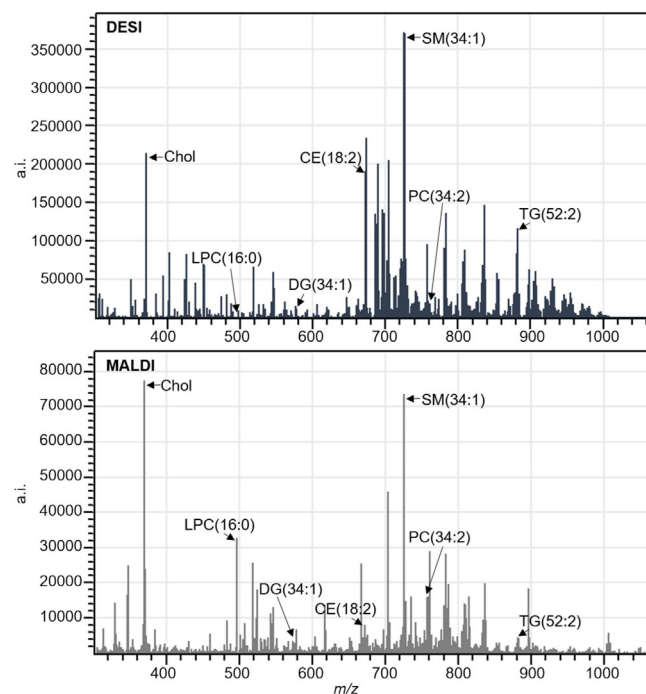 DESI
350000
300000
250000
200000
150000
100000
50000
a.i.
SM(34:1)
Chol
CE(18:2)
PC(34:2)
TG(52:2)
LPC(16:0)
DG(34:1)
400 500 600 700 800 900 1000
MALDI
80000
70000
60000
50000
40000
30000
20000
10000
a.i.
Chol
SM(34:1)
LPC(16:0)
PC(34:2)
DG(34:1)
CE(18:2)
TG(52:2)
400 500 600 700 800 900 1000
m/z